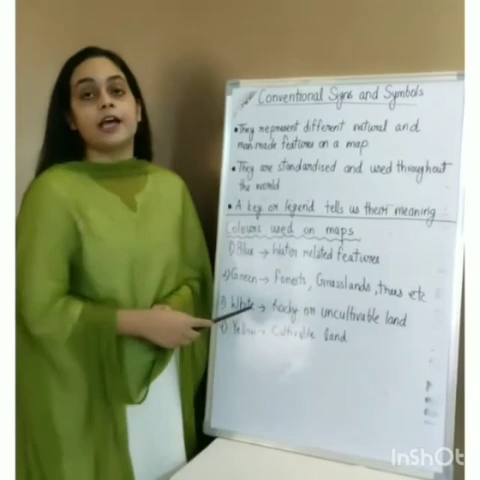 Conventional Signs and Symbols
• They represent different natural and
man-made features on a map
• They are standardised and used throughout
the world
• A key or legend tells us their meaning
Colours used on maps
1) Blue → Water related features
2) Green → Forests, Grasslands, trees etc
3) White → Rocky or uncultivable land
4) Yellow → Cultivable land
InShOt